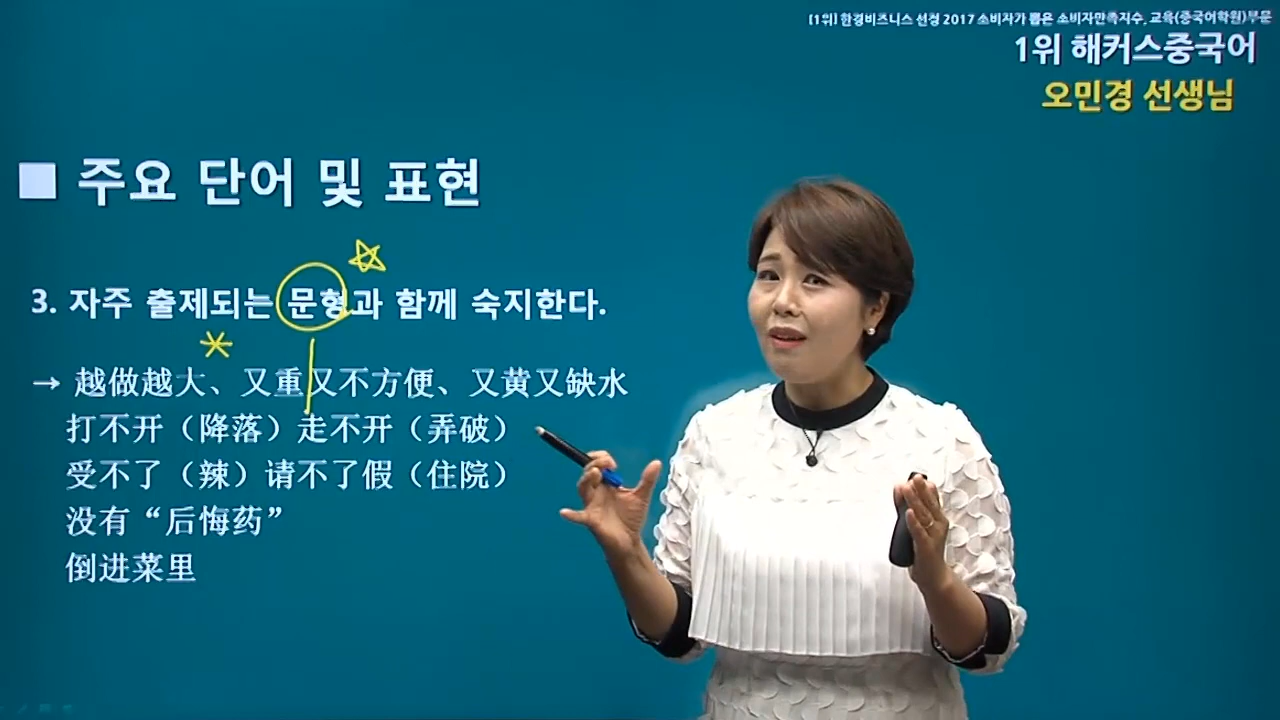 [1위] 한경비즈니스 선정 2017 소비자가 뽑은 소비자만족지수, 교육(중국어학원)부문
1위 해커스중국어
오민경 선생님
■ 주요 단어 및 표현
3. 자주 출제되는 문형과 함께 숙지한다.
→ 越做越大、又重又不方便、又黄又缺水
打不开（降落）走不开（弄破）
受不了（辣）请不了假（住院）
没有“后悔药”
倒进菜里